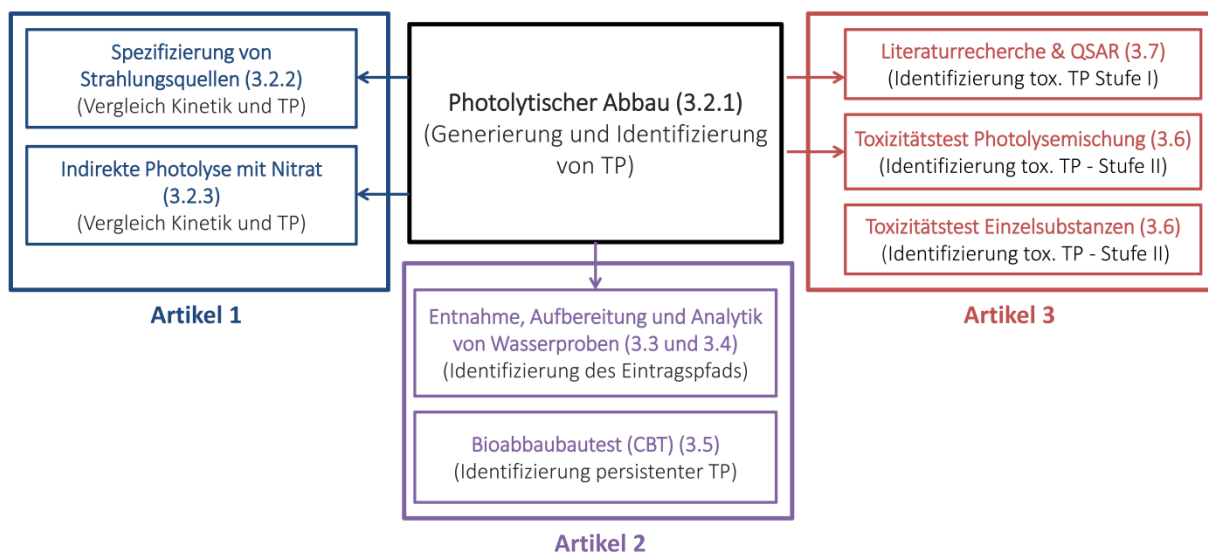 Spezifizierung von
Strahlungsquellen (3.2.2)
(Vergleich Kinetik und TP)
Indirekte Photolyse mit Nitrat
(3.2.3)
(Vergleich Kinetik und TP)
Artikel 1
Photolytischer Abbau (3.2.1)
(Generierung und Identifizierung
von TP)
Entnahme, Aufbereitung und Analytik
von Wasserproben (3.3 und 3.4)
(Identifizierung des Eintragspfads)
Bioabbaubautest (CBT) (3.5)
(Identifizierung persistenter TP)
Artikel 2
Literaturrecherche & QSAR (3.7)
(Identifizierung tox. TP Stufe I)
Toxizitätstest Photolysemischung (3.6)
(Identifizierung tox. TP - Stufe II)
Toxizitätstest Einzelsubstanzen (3.6)
(Identifizierung tox. TP - Stufe II)
Artikel 3